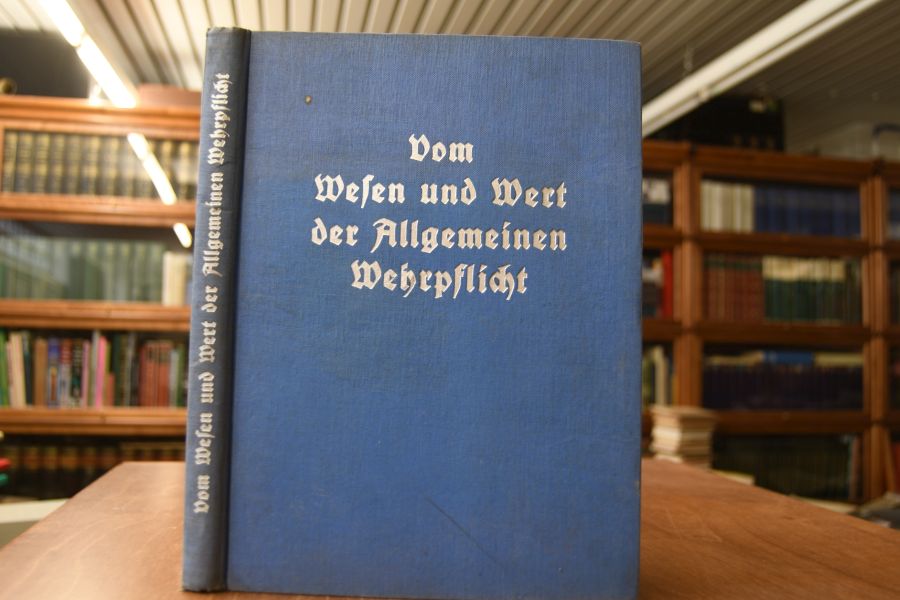 Vom
Weſen und Wert
der Allgemeinen
Wehrpflicht
Vom Weſen und Wert der Allgemeinen Wehrpflicht